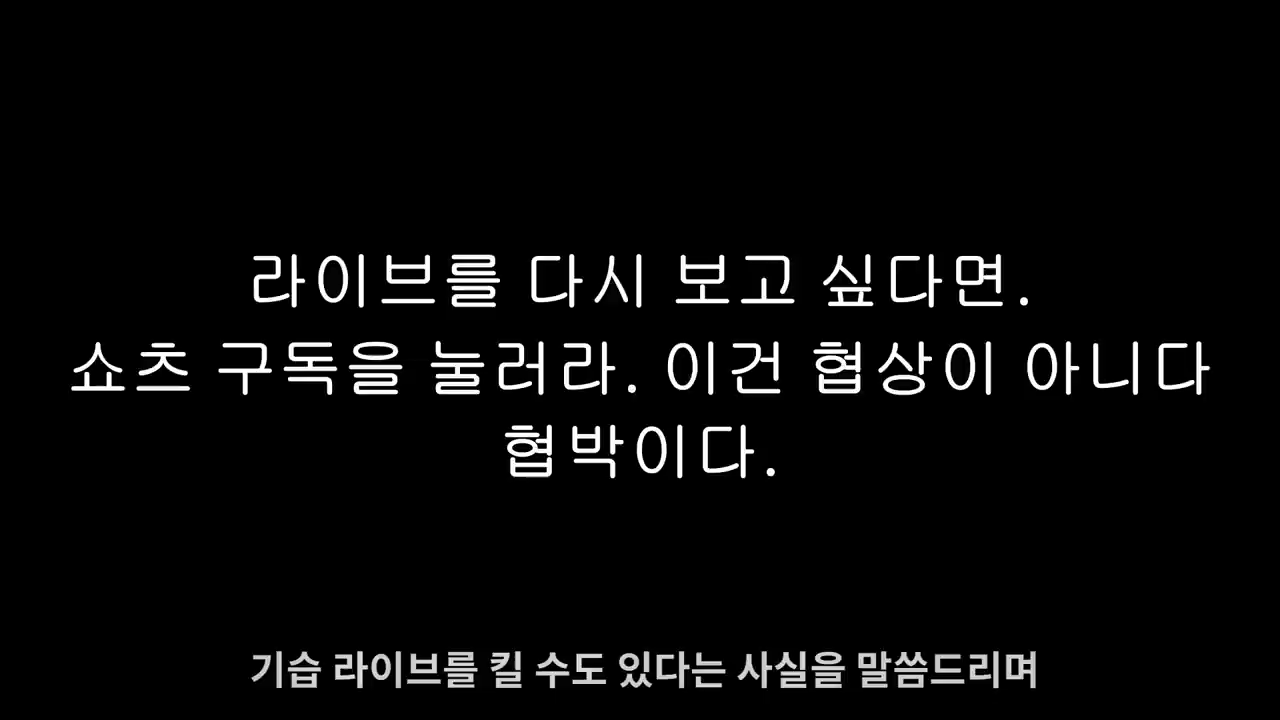 라이브를 다시 보고 싶다면.
쇼츠 구독을 눌러라. 이건 협상이 아니다
협박이다.
기습 라이브를 킬 수도 있다는 사실을 말씀드리며